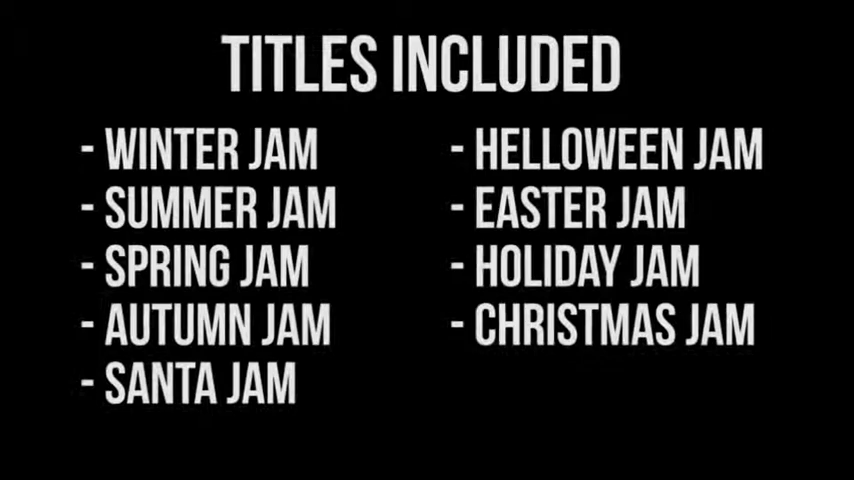 TITLES INCLUDED
- WINTER JAM
- SUMMER JAM
- SPRING JAM
- AUTUMN JAM
- SANTA JAM
- HELLOWEEN JAM
- EASTER JAM
- HOLIDAY JAM
- CHRISTMAS JAM